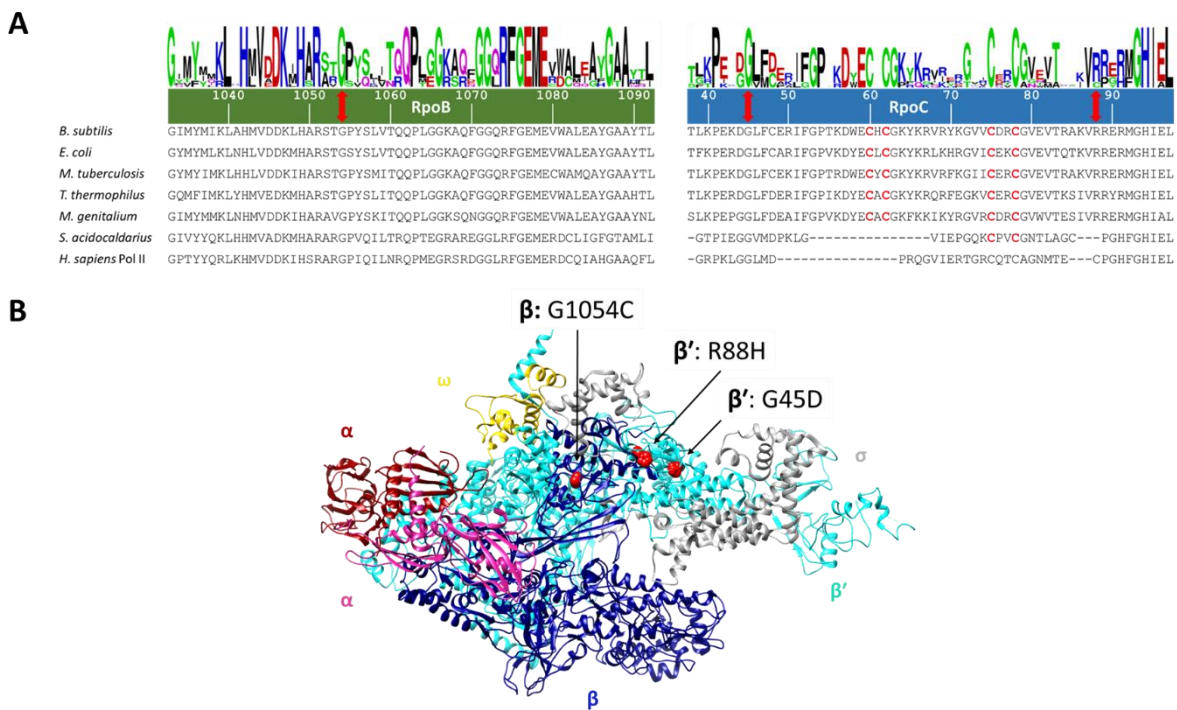 A
1040 1050 1060 1070 1080 1090
RpoB
40 50 60 70 80 90
RpoC
B. subtilis GIMYMIKLAHMVDDKLHARSTGPYSLVTQQPLGGKAQFGGQRFGEMEVWALEAYGAAYTL TLKPEKDGLFCERIFGPTKDWECHCGKYKRVRYKGVVCDRCGVEVTRAKVRRERMGHIEL
E. coli GYMYMLKLNHLVDDKMHARSTGSYSLVTQQPLGGKAQFGGQRFGEMEVWALEAYGAAYTL TFKPERDGLFCARIFGPVKDYECLCGKYKRLKHRGVICEKCGVEVTQTKVRRERMGHIEL
M. tuberculosis GYMYIMKLHHLVDDKIHARSTGPYSMITQQPLGGKAQFGGQRFGEMECWAMQAYGAAYTL TLKPEKDGLFCEKIFGPTRDWECYCGKYKRVRFKGIICERCGVEVTRAKVRRERMGHIEL
T. thermophilus GQMFIMKLYHMVEDKMHARSTGPYSLITQQPLGGKAQFGGQRFGEMEVWALEAYGAAHTL TLKPEKDGLFDERIFGPIKDYECACGKYKRQRFEGKVCERCGVEVTKSIVRRYRMGHIEL
M. genitalium GIMYMMKLYHMVDDKIHARAVGPYSKITQQPLGGKSQNGGQRFGEMEVWALEAYGAAYNL SLKPEPGGLFDEAIFGPVKDYECACGKFKKIKYRGVRCDRCGVWVTESIVRRERMGHIAL
S. acidocaldarius GIVYYQKLHHMVADKMHARARGPVQILTRQPTEGRAREGGLRFGEMERDCLIGFGTAMLI -GTPIEGGVMDPKLG---------------VIEPGQKCPVCGNTLAGC--PGHFGHIEL
H. sapiens Pol II GPTYYQRLKHMVDDKIHSRARGPIQILNRQPMEGRSRDGGLRFGEMERDCQIAHGAAQFL -GRPKLGGLMD---------------PRQGVIERTGRCQTCAGNMTE---CPGHFGHIEL
B
β: G1054C
β′: R88H
β′: G45D
ω
α
σ
α
β′
β